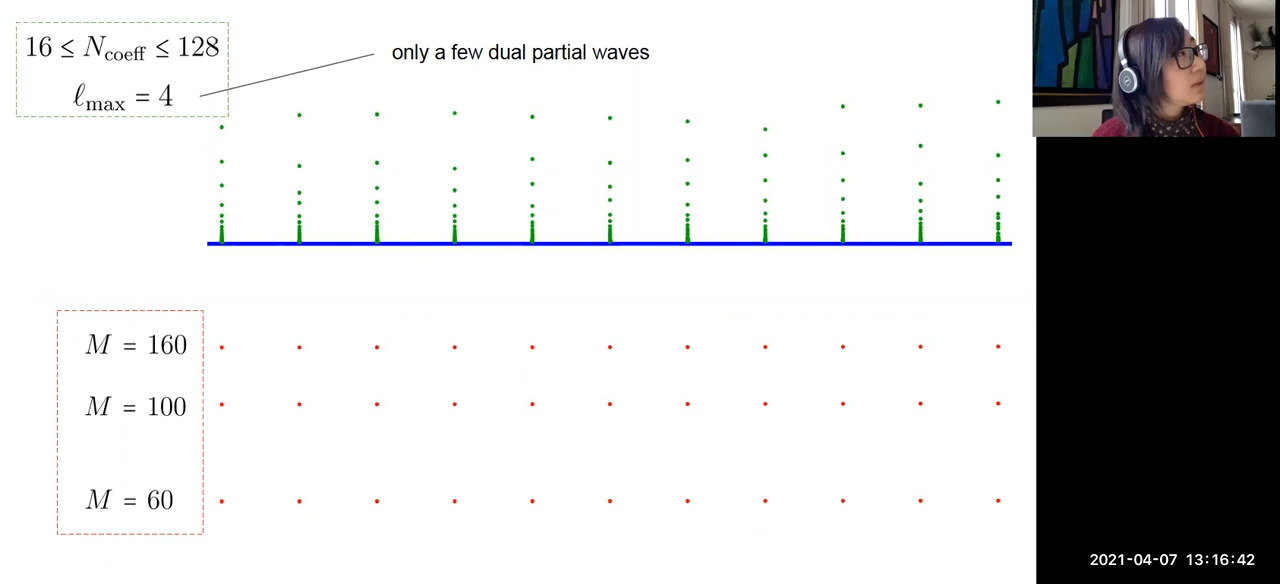 16 ≤ N_coeff ≤ 128
ℓ_max = 4
only a few dual partial waves
M = 160
M = 100
M = 60
2021-04-07 13:16:42